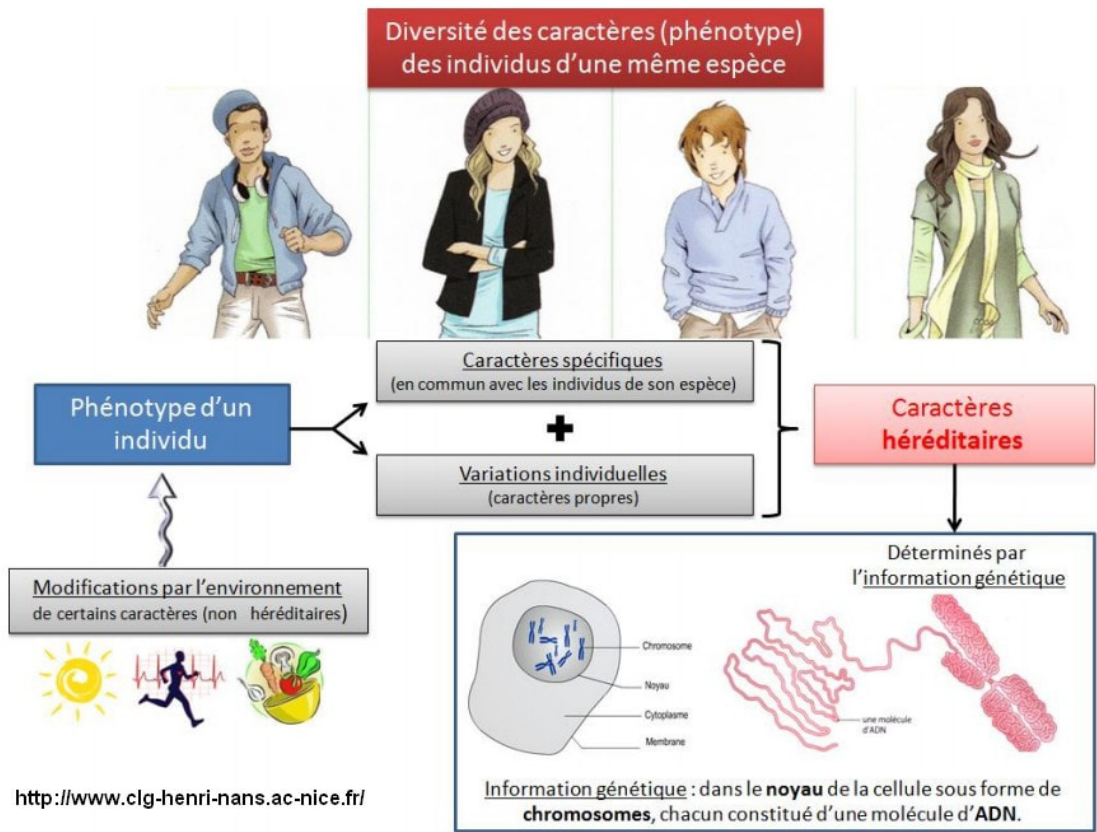 Diversité des caractères (phénotype)
des individus d'une même espèce
Caractères spécifiques
(en commun avec les individus de son espèce)
Phénotype d'un
individu
Caractères
héréditaires
Variations individuelles
(caractères propres)
Modifications par l'environnement
de certains caractères (non héréditaires)
Déterminés par
l'information génétique
Chromosome
Noyau
Cytoplasme
Membrane
une molécule
d'ADN
Information génétique : dans le noyau de la cellule sous forme de
chromosomes, chacun constitué d'une molécule d'ADN.
http://www.clg-henri-nans.ac-nice.fr/